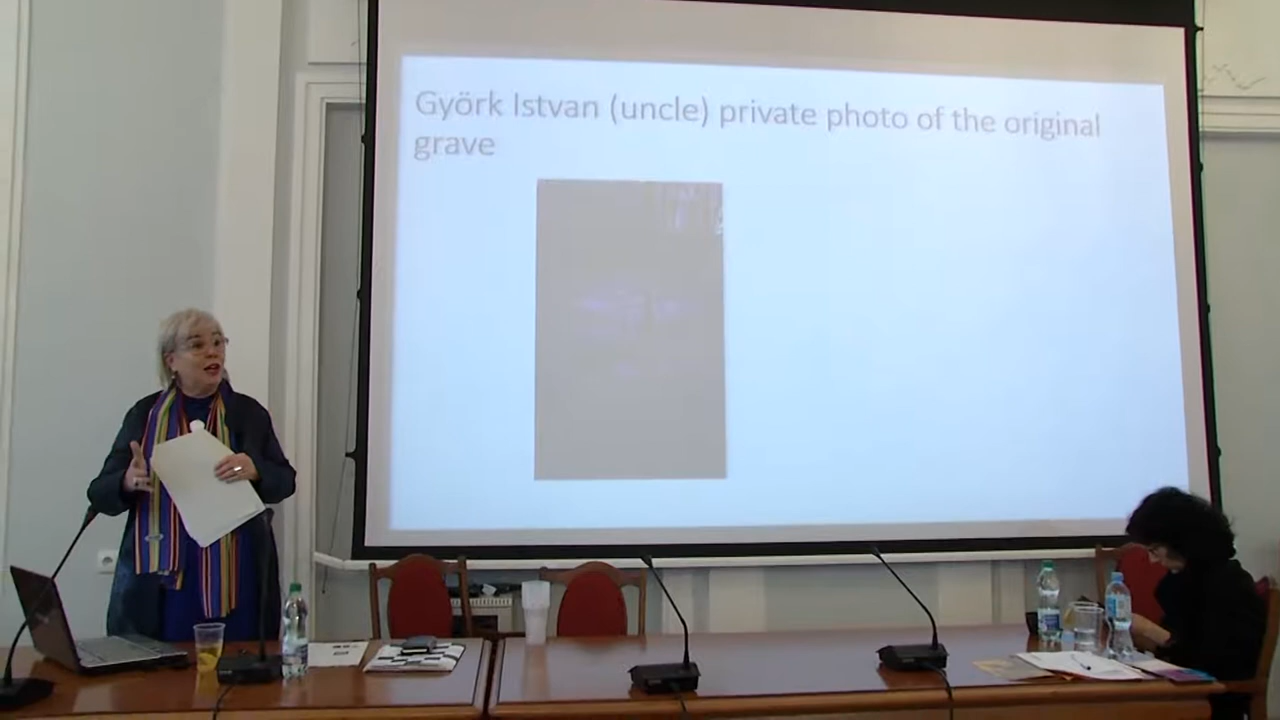 Györk Istvan (uncle) private photo of the original
grave